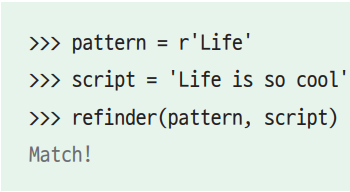 >>> pattern = r'Life'
>>> script = 'Life is so cool'
>>> refinder(pattern, script)
Match!